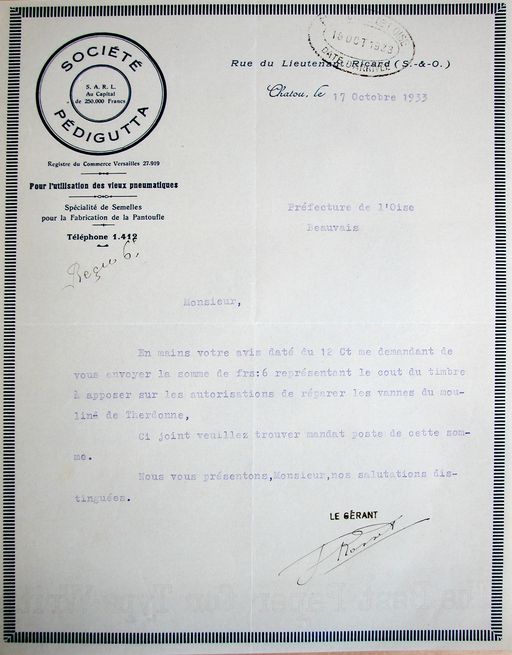 SOCIÉTÉ
PÉDIGUTTA
S. A. R. L.
Au Capital
de 250.000 Francs
Registre du Commerce Versailles 27-919
Pour l'utilisation des vieux pneumatiques
Spécialité de Semelles
pour la Fabrication de la Pantoufle
Téléphone 1.412
OISE
18 OCT 1933
DATE D'ARRIVÉE
Rue du Lieutenant Ricard (S.-&-O.)
Chatou, le 17 Octobre 1933
Préfecture de l'Oise
Beauvais
Reçu 6f
Monsieur,
En mains votre avis daté du 12 Ct me demandant de
vous envoyer la somme de frs:6 représentant le cout du timbre
à apposer sur les autorisations de réparer les vannes du mou-
liné de Therdonne,
Ci joint veuillez trouver mandat poste de cette som-
me.
Nous vous présentons,Monsieur,nos salutations dis-
tinguées.
LE GÉRANT